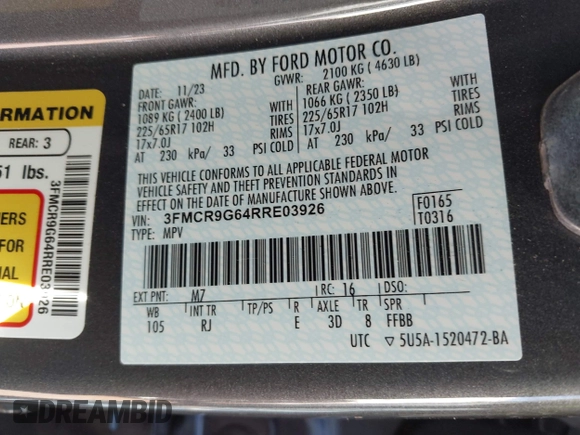 MFD. BY FORD MOTOR CO.
DATE: 11/23 GVWR: 2100 KG ( 4630 LB)
FRONT GAWR: REAR GAWR:
1089 KG ( 2400 LB) 1066 KG ( 2350 LB)
225/65R17 102H TIRES 225/65R17 102H TIRES
17x7.0J RIMS 17x7.0J RIMS
AT 230 kPa/ 33 PSI COLD AT 230 kPa/ 33 PSI COLD
THIS VEHICLE CONFORMS TO ALL APPLICABLE FEDERAL MOTOR
VEHICLE SAFETY AND THEFT PREVENTION STANDARDS IN
EFFECT ON THE DATE OF MANUFACTURE SHOWN ABOVE.
VIN: 3FMCR9G64RRE03926 F0165
TYPE: MPV T0316
EXT PNT: M7 RC: 16 DSO:
WB INT TR TP/PS R AXLE TR SPR
105 RJ E 3D 8 FFBB
UTC ▽ 5U5A-1520472-BA
ORMATION
REAR: 3
51 lbs.
ERS
FOR
NAL
3FMCR9G64RRE03926
DREAMBID